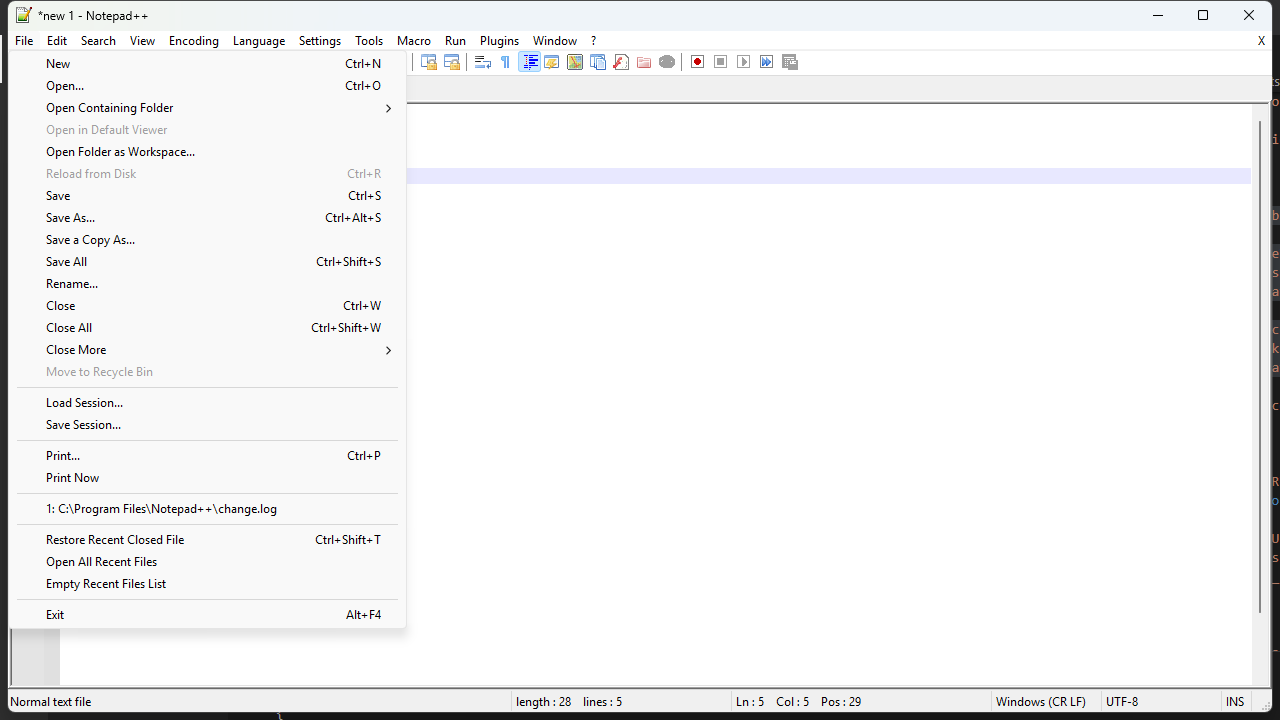 *new 1 - Notepad++
File Edit Search View Encoding Language Settings Tools Macro Run Plugins Window ? X
New Ctrl+N
Open... Ctrl+O
Open Containing Folder
Open in Default Viewer
Open Folder as Workspace...
Reload from Disk Ctrl+R
Save Ctrl+S
Save As... Ctrl+Alt+S
Save a Copy As...
Save All Ctrl+Shift+S
Rename...
Close Ctrl+W
Close All Ctrl+Shift+W
Close More
Move to Recycle Bin
Load Session...
Save Session...
Print... Ctrl+P
Print Now
1: C:\Program Files\Notepad++\change.log
Restore Recent Closed File Ctrl+Shift+T
Open All Recent Files
Empty Recent Files List
Exit Alt+F4
Normal text file length : 28 lines : 5 Ln : 5 Col : 5 Pos : 29 Windows (CR LF) UTF-8 INS